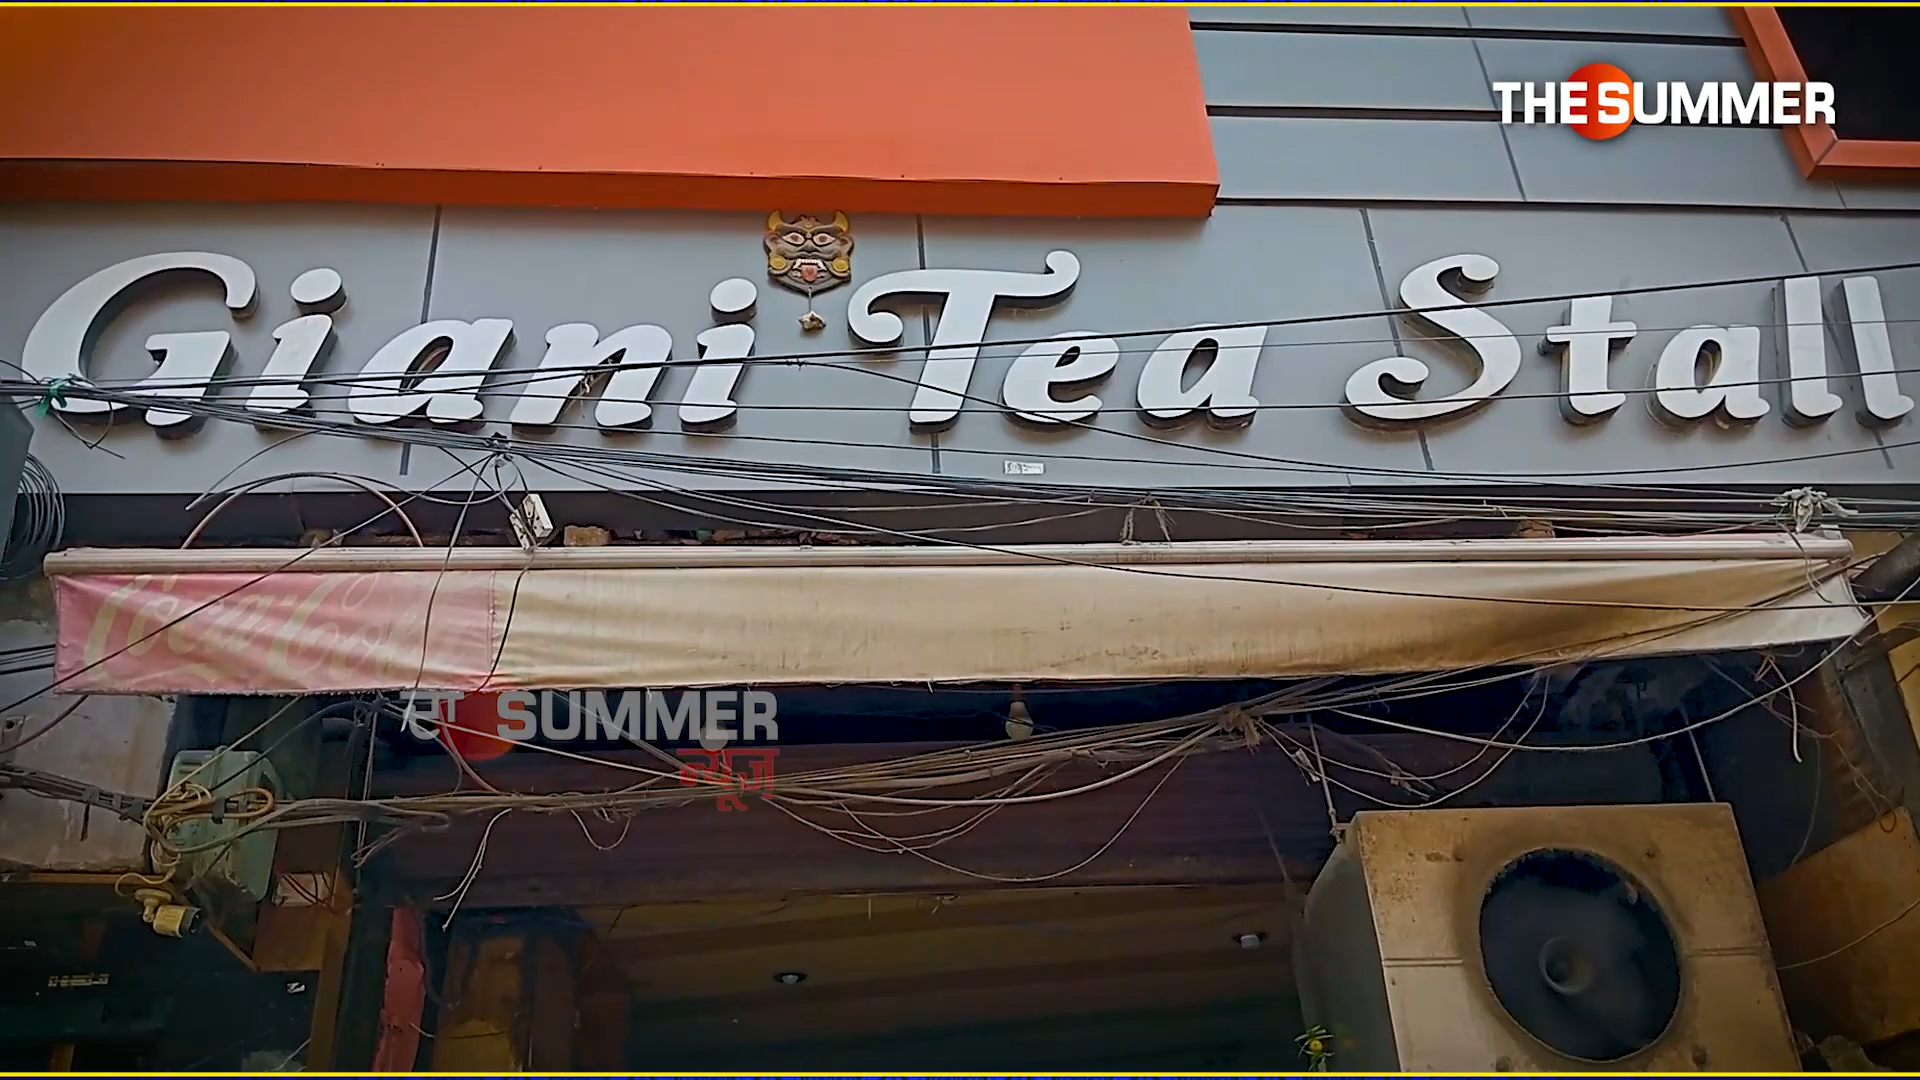 THE SUMMER
Giani Tea Stall
Coca-Cola
ਦਾ SUMMER
न्यूज़